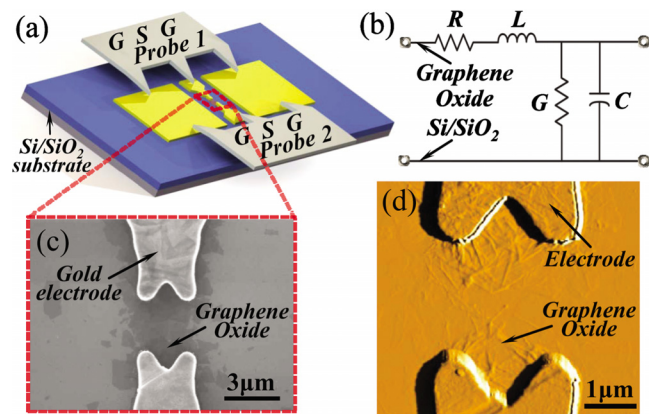 (a)
G S G
Probe 1
G S G
Probe 2
Si/SiO2
substrate
(b)
R
L
Graphene
Oxide
Si/SiO2
G
C
(c)
Gold
electrode
Graphene
Oxide
3μm
(d)
Electrode
Graphene
Oxide
1μm